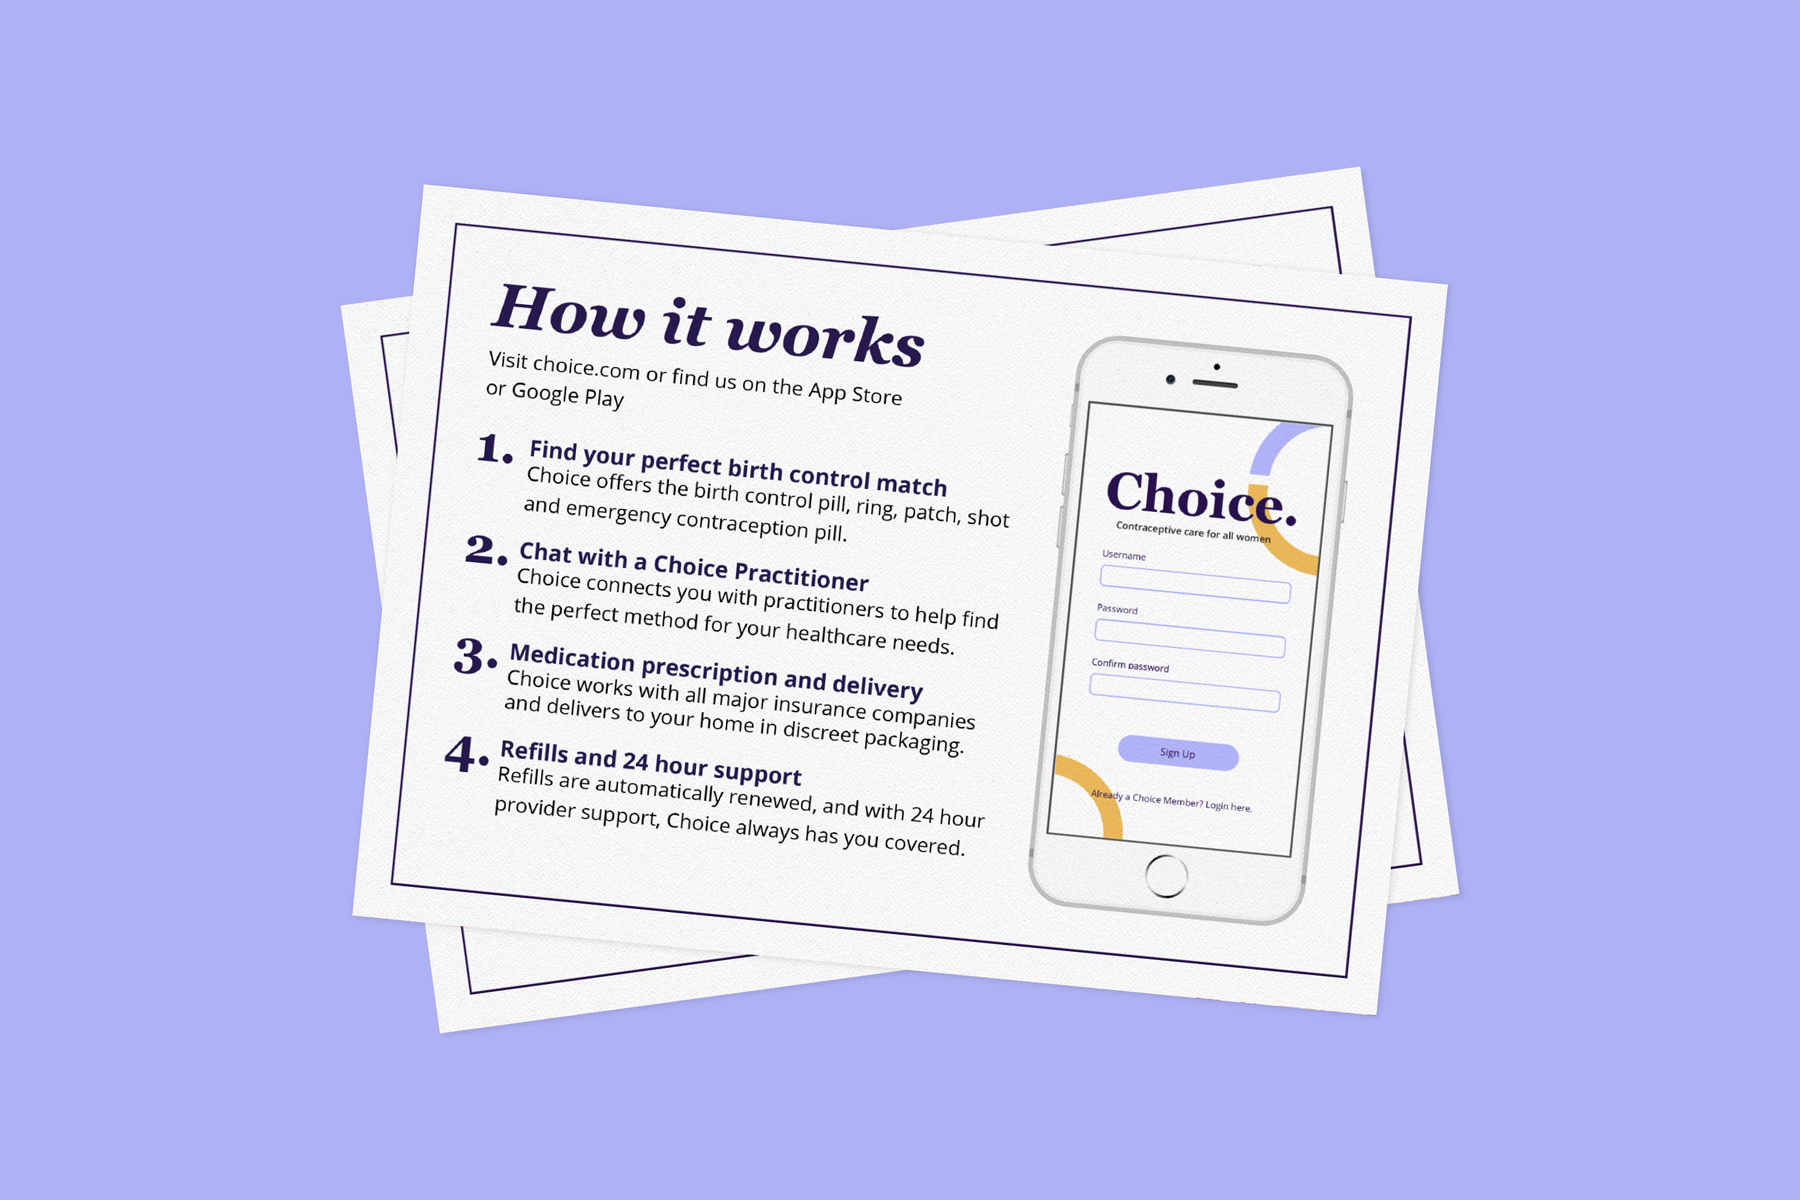 How it works
Visit choice.com or find us on the App Store
or Google Play
1. Find your perfect birth control match
Choice offers the birth control pill, ring, patch, shot
and emergency contraception pill.
2. Chat with a Choice Practitioner
Choice connects you with practitioners to help find
the perfect method for your healthcare needs.
3. Medication prescription and delivery
Choice works with all major insurance companies
and delivers to your home in discreet packaging.
4. Refills and 24 hour support
Refills are automatically renewed, and with 24 hour
provider support, Choice always has you covered.
Choice.
Contraceptive care for all women
Username
Password
Confirm password
Sign Up
Already a Choice Member? Login here.